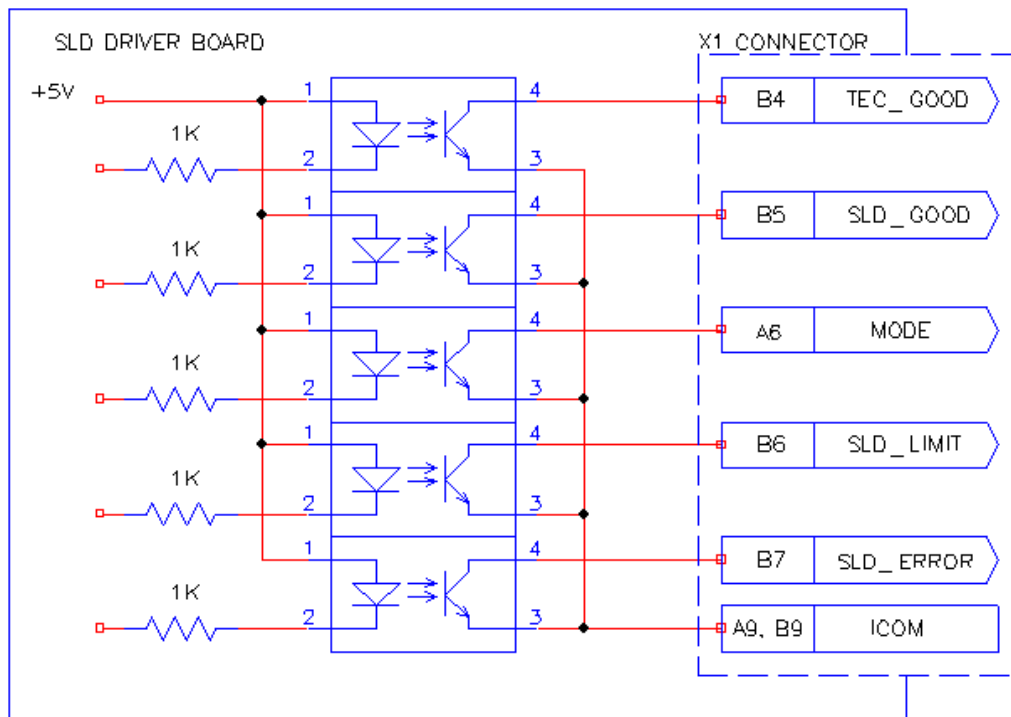 SLD DRIVER BOARD
X1 CONNECTOR
+5V
1 4 B4 TEC_GOOD
1K
2 3
1 4 B5 SLD_GOOD
1K
2 3
1 4 A6 MODE
1K
2 3
1 4 B6 SLD_LIMIT
1K
2 3
1 4 B7 SLD_ERROR
1K
2 3 A9, B9 ICOM